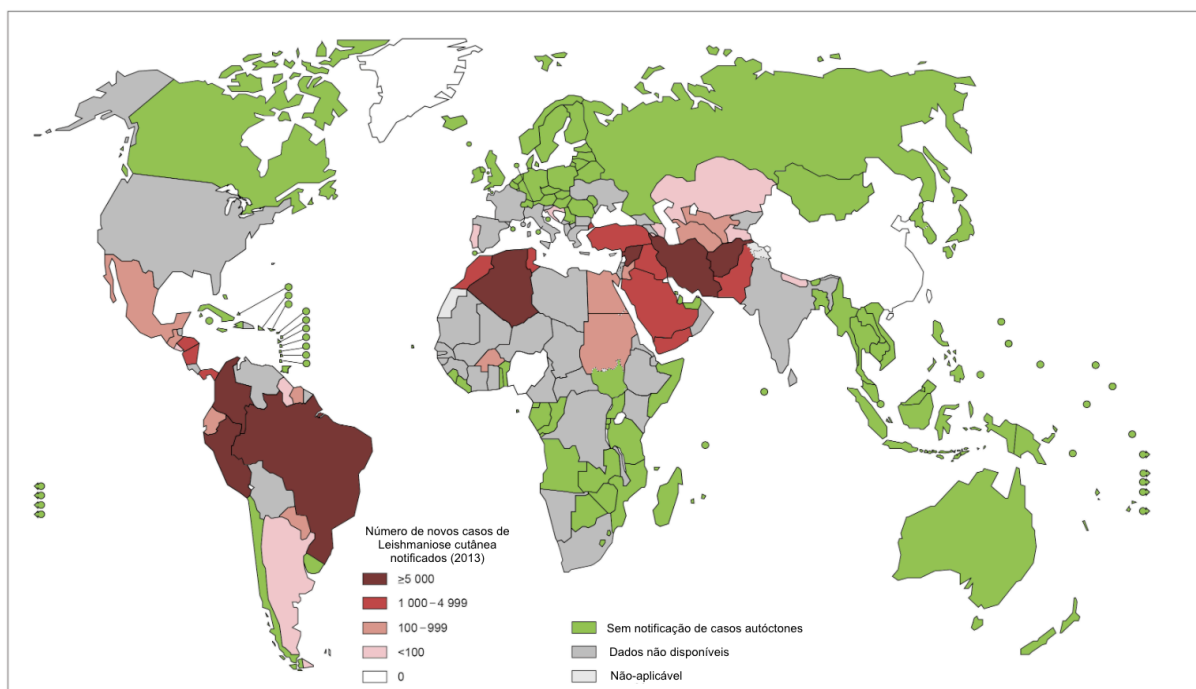 Número de novos casos de
Leishmaniose cutânea
notificados (2013)
≥5 000
1 000–4 999
100–999
<100
0
Sem notificação de casos autóctones
Dados não disponíveis
Não-aplicável